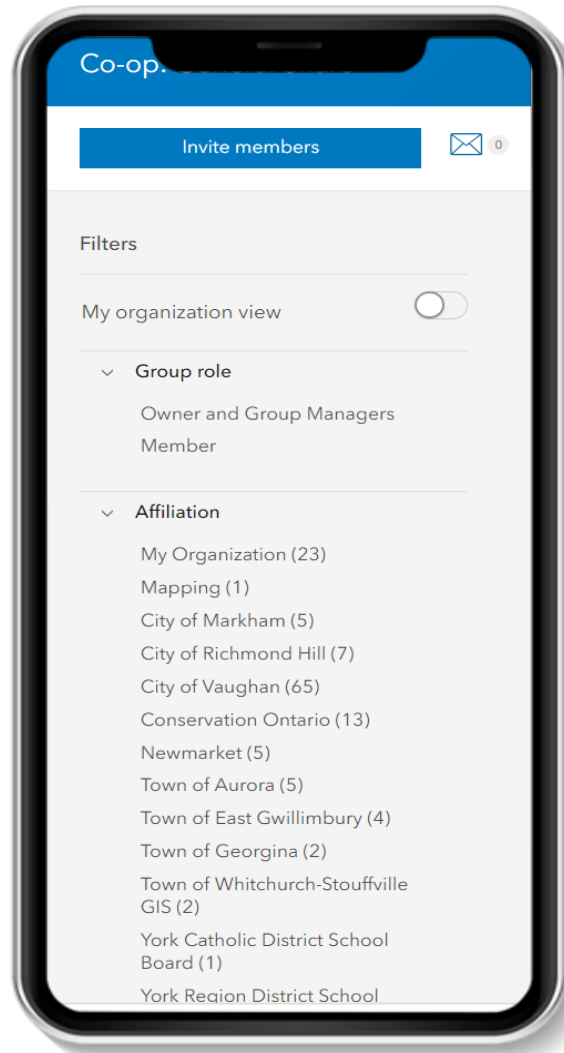 Co-op.
Invite members
0
Filters
My organization view
Group role
Owner and Group Managers
Member
Affiliation
My Organization (23)
Mapping (1)
City of Markham (5)
City of Richmond Hill (7)
City of Vaughan (65)
Conservation Ontario (13)
Newmarket (5)
Town of Aurora (5)
Town of East Gwillimbury (4)
Town of Georgina (2)
Town of Whitchurch-Stouffville
GIS (2)
York Catholic District School
Board (1)
York Region District School